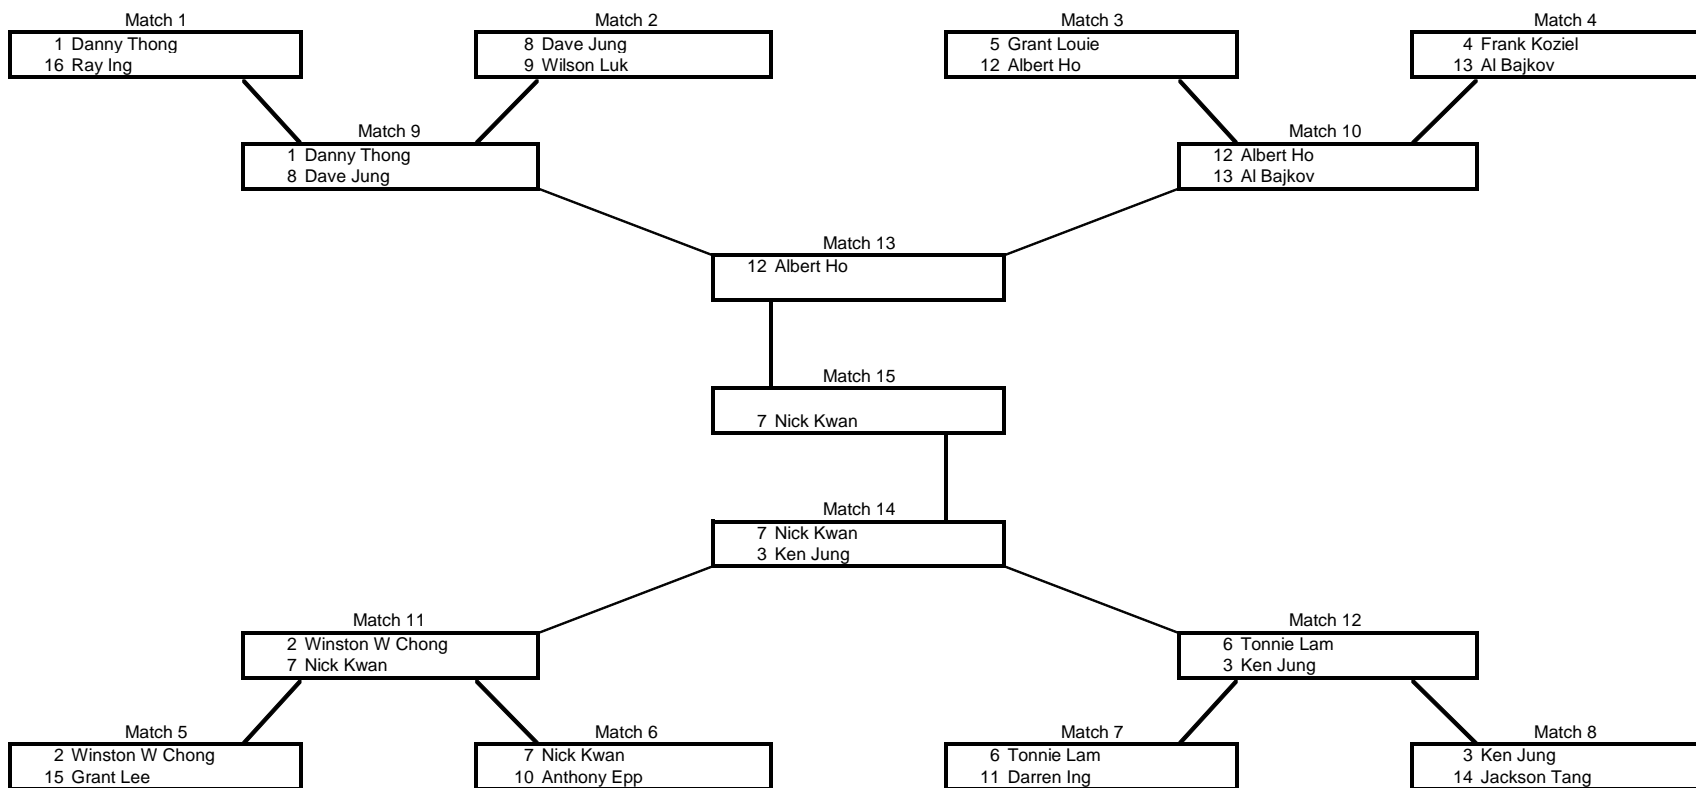 Match 1
1 Danny Thong
16 Ray Ing
Match 2
8 Dave Jung
9 Wilson Luk
Match 3
5 Grant Louie
12 Albert Ho
Match 4
4 Frank Koziel
13 Al Bajkov
Match 9
1 Danny Thong
8 Dave Jung
Match 10
12 Albert Ho
13 Al Bajkov
Match 13
12 Albert Ho
Match 15
7 Nick Kwan
Match 14
7 Nick Kwan
3 Ken Jung
Match 11
2 Winston W Chong
7 Nick Kwan
Match 12
6 Tonnie Lam
3 Ken Jung
Match 5
2 Winston W Chong
15 Grant Lee
Match 6
7 Nick Kwan
10 Anthony Epp
Match 7
6 Tonnie Lam
11 Darren Ing
Match 8
3 Ken Jung
14 Jackson Tang